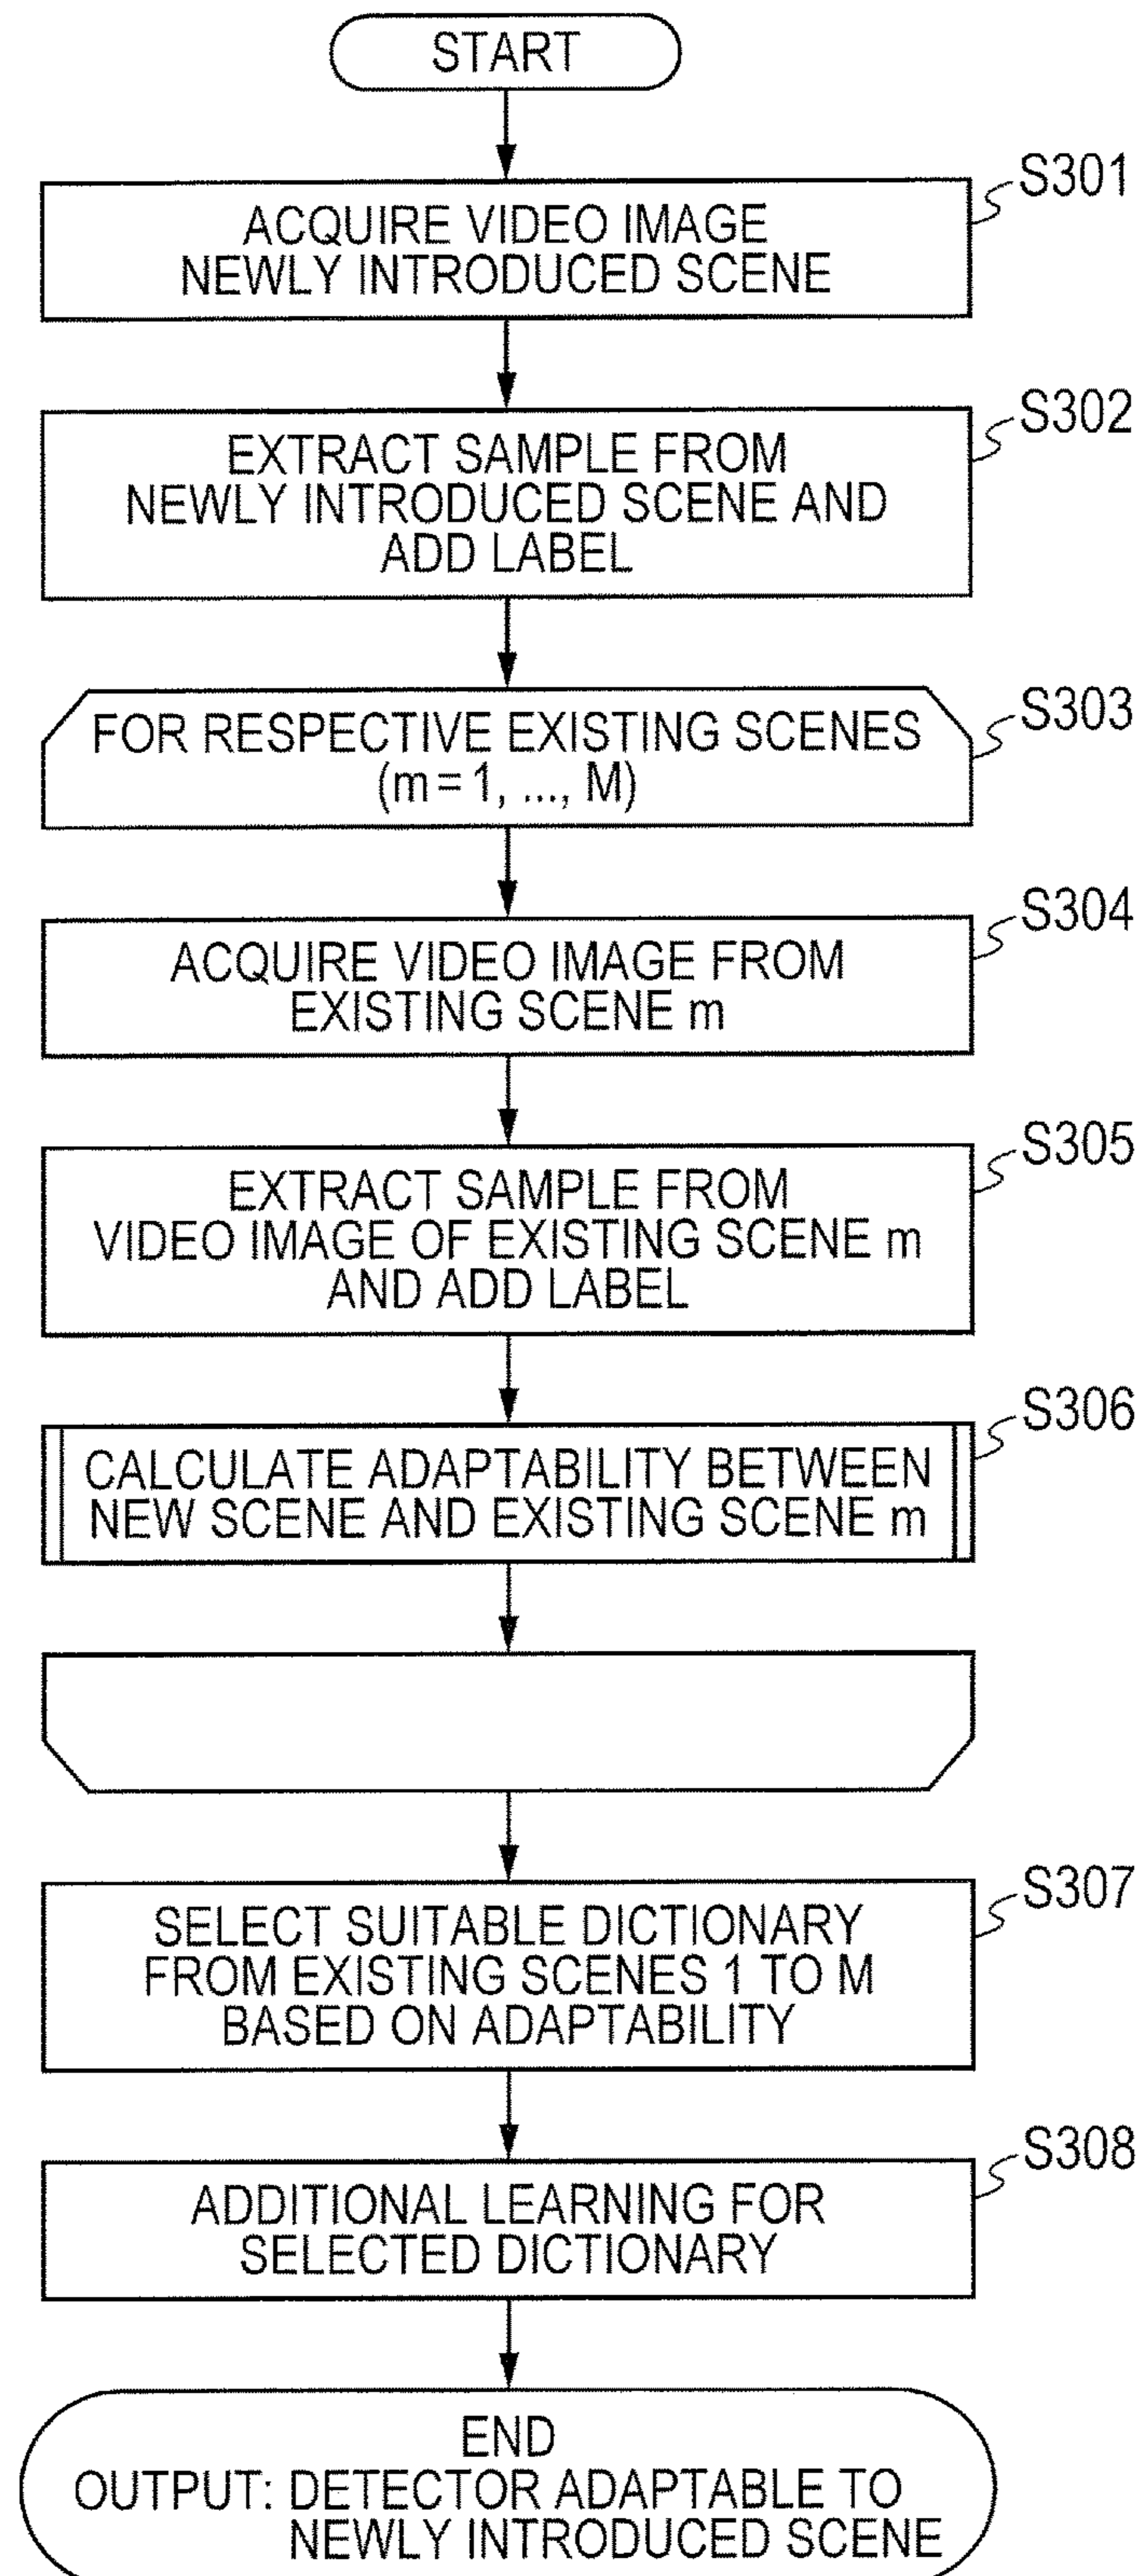 START
S301
ACQUIRE VIDEO IMAGE
NEWLY INTRODUCED SCENE
S302
EXTRACT SAMPLE FROM
NEWLY INTRODUCED SCENE AND
ADD LABEL
S303
FOR RESPECTIVE EXISTING SCENES
(m = 1, ..., M)
S304
ACQUIRE VIDEO IMAGE FROM
EXISTING SCENE m
S305
EXTRACT SAMPLE FROM
VIDEO IMAGE OF EXISTING SCENE m
AND ADD LABEL
S306
CALCULATE ADAPTABILITY BETWEEN
NEW SCENE AND EXISTING SCENE m
S307
SELECT SUITABLE DICTIONARY
FROM EXISTING SCENES 1 TO M
BASED ON ADAPTABILITY
S308
ADDITIONAL LEARNING FOR
SELECTED DICTIONARY
END
OUTPUT: DETECTOR ADAPTABLE TO
NEWLY INTRODUCED SCENE